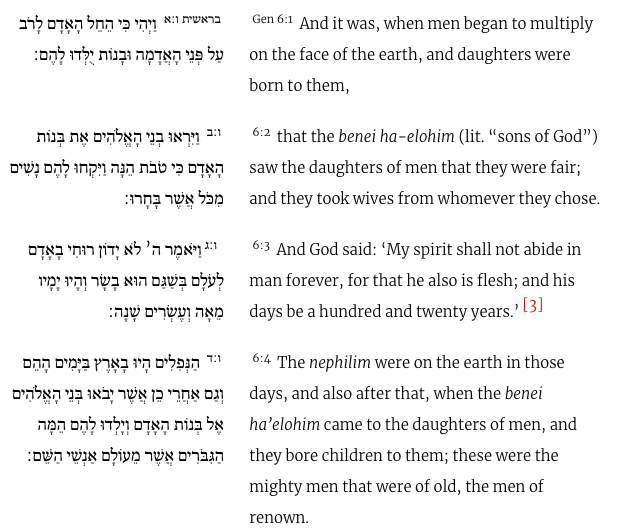 בראשית ו:א וַיְהִי כִּי הֵחֵל הָאָדָם לָרֹב
עַל פְּנֵי הָאֲדָמָה וּבָנוֹת יֻלְּדוּ לָהֶם:
Gen 6:1 And it was, when men began to multiply
on the face of the earth, and daughters were
born to them,
ו:ב וַיִּרְאוּ בְנֵי הָאֱלֹהִים אֶת בְּנוֹת
הָאָדָם כִּי טֹבֹת הֵנָּה וַיִּקְחוּ לָהֶם נָשִׁים
מִכֹּל אֲשֶׁר בָּחָרוּ:
6:2 that the benei ha-elohim (lit. “sons of God”)
saw the daughters of men that they were fair;
and they took wives from whomever they chose.
ו:ג וַיֹּאמֶר ה' לֹא יָדוֹן רוּחִי בָאָדָם
לְעֹלָם בְּשַׁגַּם הוּא בָשָׂר וְהָיוּ יָמָיו
מֵאָה וְעֶשְׂרִים שָׁנָה:
6:3 And God said: ‘My spirit shall not abide in
man forever, for that he also is flesh; and his
days be a hundred and twenty years.’ [3]
ו:ד הַנְּפִלִים הָיוּ בָאָרֶץ בַּיָּמִים הָהֵם
וְגַם אַחֲרֵי כֵן אֲשֶׁר יָבֹאוּ בְּנֵי הָאֱלֹהִים
אֶל בְּנוֹת הָאָדָם וְיָלְדוּ לָהֶם הֵמָּה
הַגִּבֹּרִים אֲשֶׁר מֵעוֹלָם אַנְשֵׁי הַשֵּׁם:
6:4 The nephilim were on the earth in those
days, and also after that, when the benei
ha’elohim came to the daughters of men, and
they bore children to them; these were the
mighty men that were of old, the men of
renown.